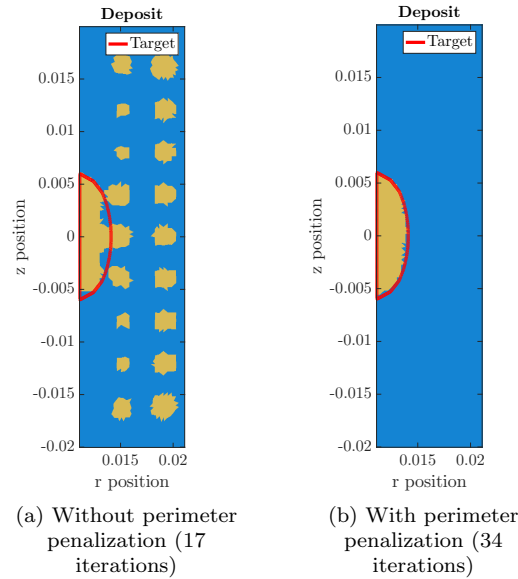 Deposit
Target
0.015
0.01
0.005
0
-0.005
-0.01
-0.015
-0.02
z position
0.015 0.02
r position
(a) Without perimeter
penalization (17
iterations)
Deposit
Target
0.015
0.01
0.005
0
-0.005
-0.01
-0.015
-0.02
z position
0.015 0.02
r position
(b) With perimeter
penalization (34
iterations)